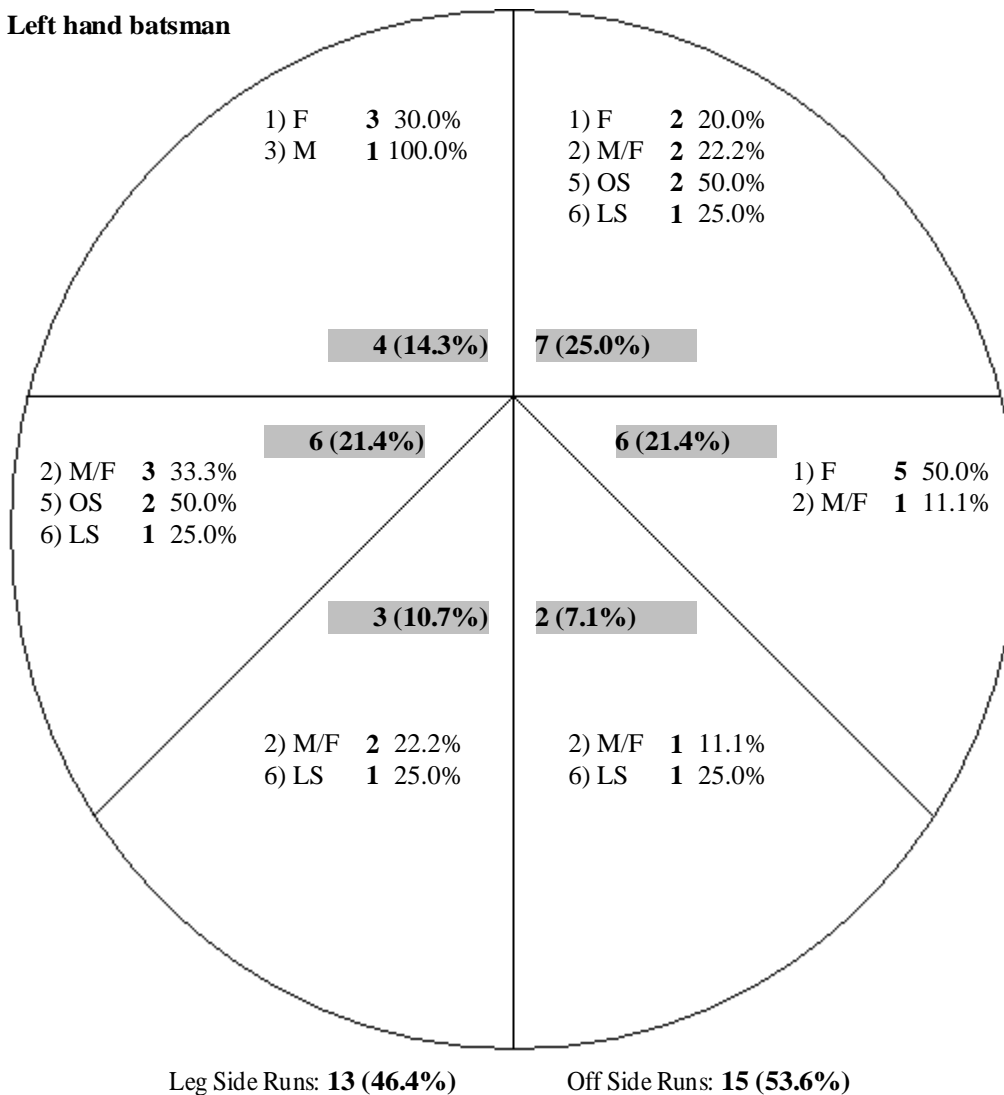 Left hand batsman
1) F 3 30.0%
3) M 1 100.0%
1) F 2 20.0%
2) M/F 2 22.2%
5) OS 2 50.0%
6) LS 1 25.0%
4 (14.3%)
7 (25.0%)
6 (21.4%)
6 (21.4%)
2) M/F 3 33.3%
5) OS 2 50.0%
6) LS 1 25.0%
1) F 5 50.0%
2) M/F 1 11.1%
3 (10.7%)
2 (7.1%)
2) M/F 2 22.2%
6) LS 1 25.0%
2) M/F 1 11.1%
6) LS 1 25.0%
Leg Side Runs: 13 (46.4%)
Off Side Runs: 15 (53.6%)